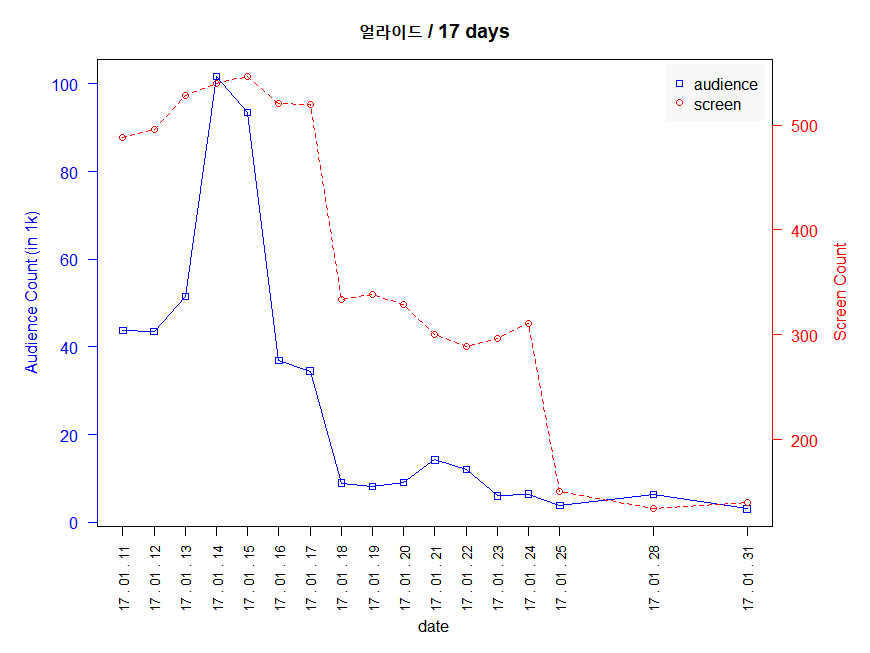 얼라이드 / 17 days
audience
screen
Audience Count (in 1k)
100
80
60
40
20
0
Screen Count
500
400
300
200
17 . 01 . 11
17 . 01 . 12
17 . 01 . 13
17 . 01 . 14
17 . 01 . 15
17 . 01 . 16
17 . 01 . 17
17 . 01 . 18
17 . 01 . 19
17 . 01 . 20
17 . 01 . 21
17 . 01 . 22
17 . 01 . 23
17 . 01 . 24
17 . 01 . 25
17 . 01 . 28
17 . 01 . 31
date